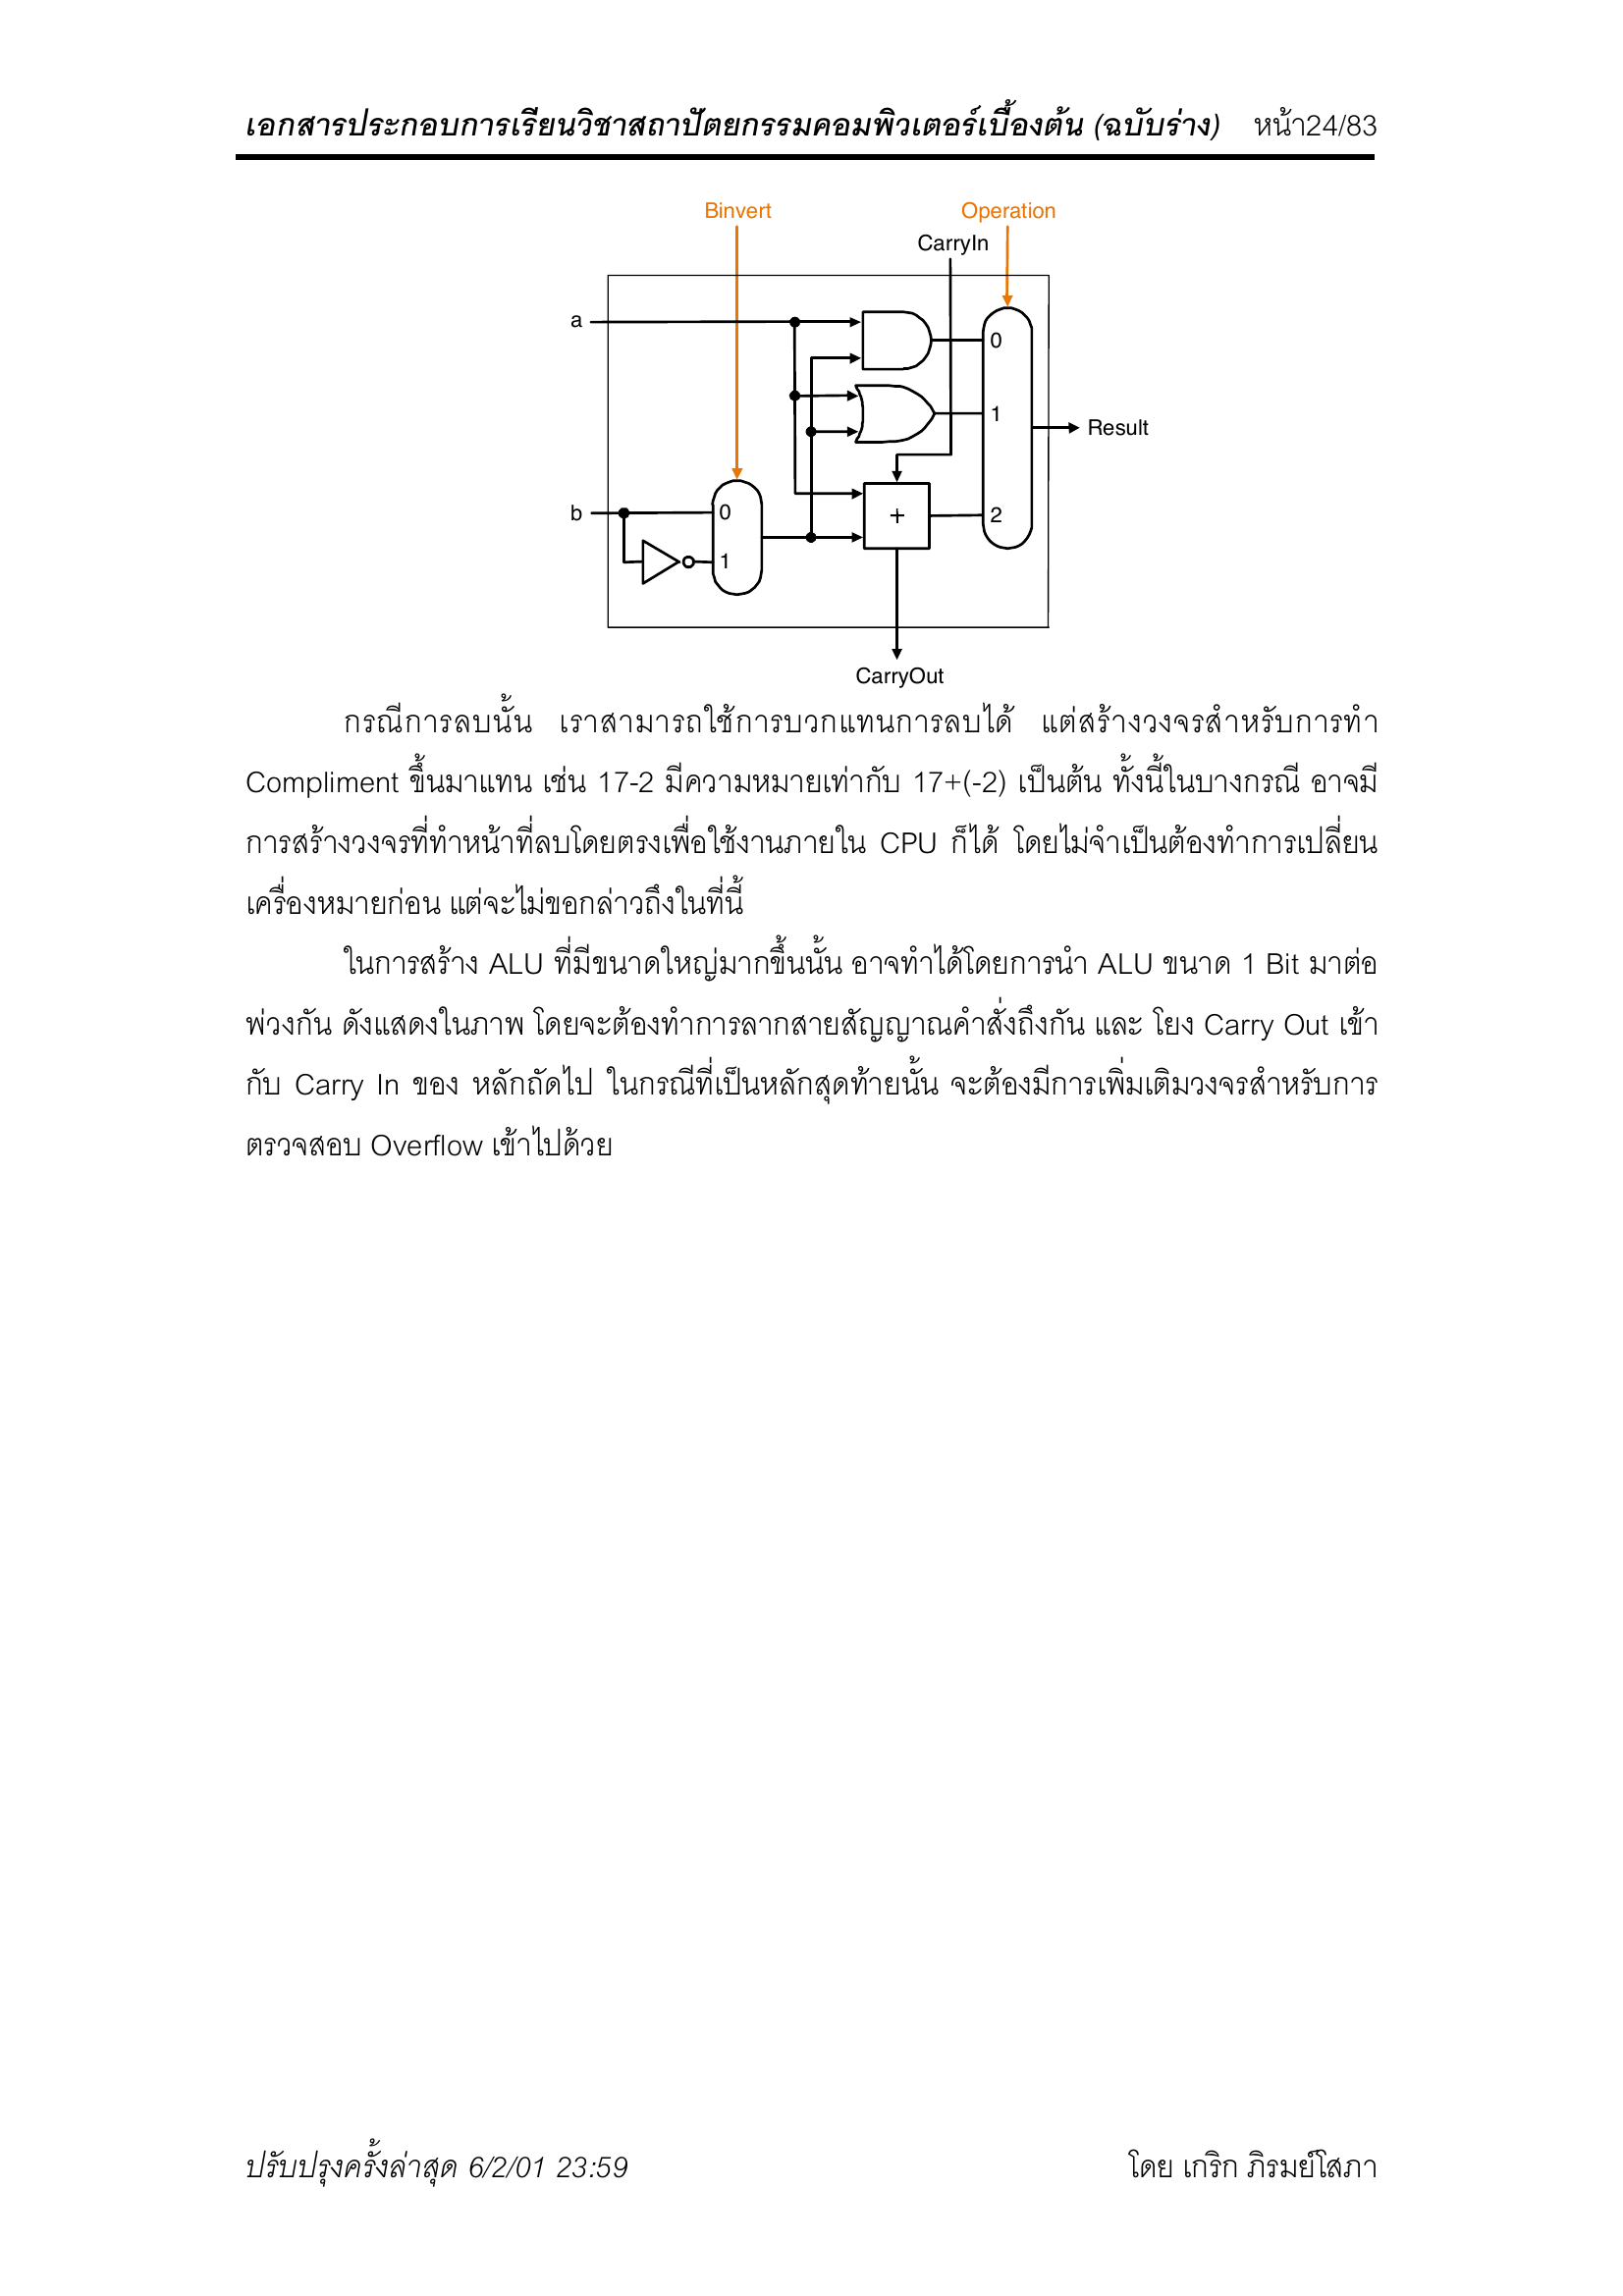 เอกสารประกอบการเรียนวิชาสถาปัตยกรรมคอมพิวเตอร์เบื้องต้น (ฉบับร่าง) หน้า24/83
Binvert
Operation
CarryIn
a
0
1
Result
b
0
+
2
1
CarryOut
กรณีการลบนั้น เราสามารถใช้การบวกแทนการลบได้ แต่สร้างวงจรสำหรับการทำ
Compliment ขึ้นมาแทน เช่น 17-2 มีความหมายเท่ากับ 17+(-2) เป็นต้น ทั้งนี้ในบางกรณี อาจมี
การสร้างวงจรที่ทำหน้าที่ลบโดยตรงเพื่อใช้งานภายใน CPU ก็ได้ โดยไม่จำเป็นต้องทำการเปลี่ยน
เครื่องหมายก่อน แต่จะไม่ขอกล่าวถึงในที่นี้
ในการสร้าง ALU ที่มีขนาดใหญ่มากขึ้นนั้น อาจทำได้โดยการนำ ALU ขนาด 1 Bit มาต่อ
พ่วงกัน ดังแสดงในภาพ โดยจะต้องทำการลากสายสัญญาณคำสั่งถึงกัน และ โยง Carry Out เข้า
กับ Carry In ของ หลักถัดไป ในกรณีที่เป็นหลักสุดท้ายนั้น จะต้องมีการเพิ่มเติมวงจรสำหรับการ
ตรวจสอบ Overflow เข้าไปด้วย
ปรับปรุงครั้งล่าสุด 6/2/01 23:59
โดย เกริก ภิรมย์โสภา